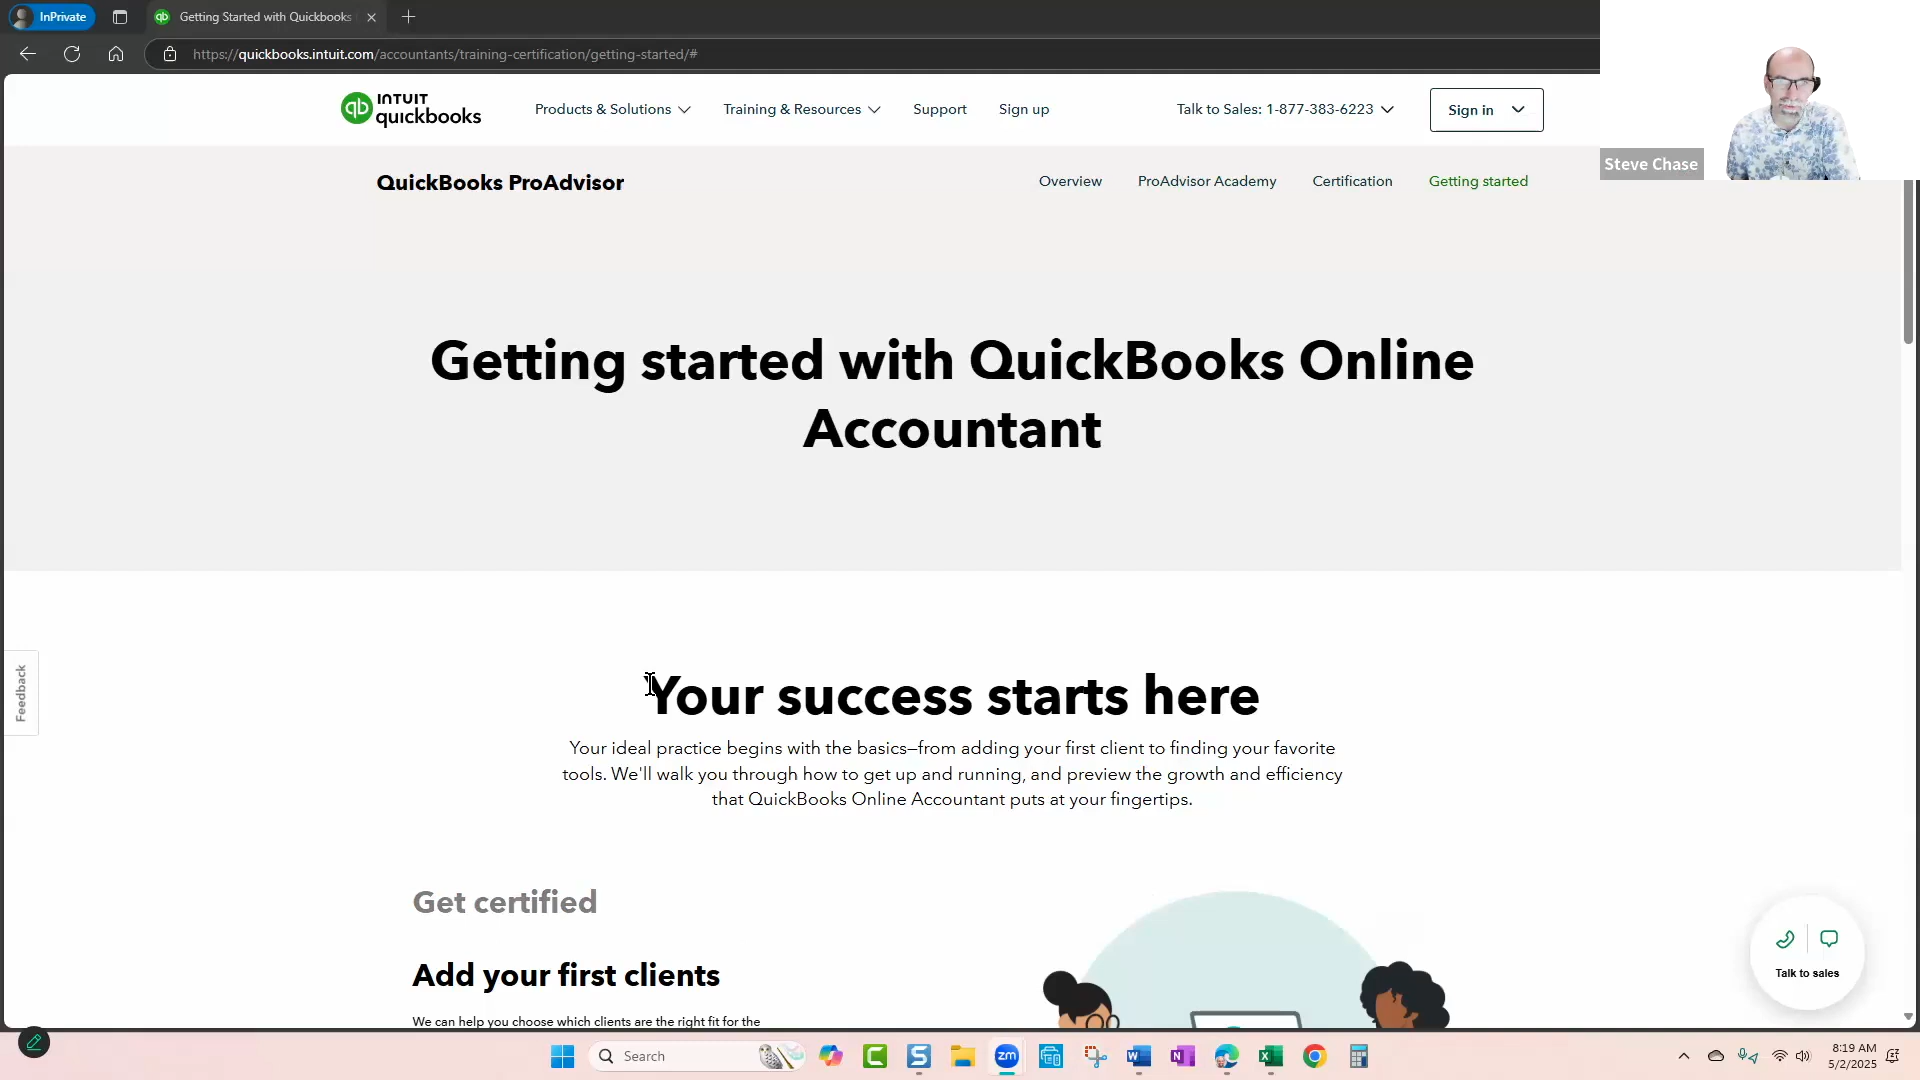 InPrivate
Getting Started with Quickbooks
https://quickbooks.intuit.com/accountants/training-certification/getting-started/#
INTUIT
quickbooks
Products & Solutions
Training & Resources
Support
Sign up
Talk to Sales: 1-877-383-6223
Sign in
Steve Chase
QuickBooks ProAdvisor
Overview
ProAdvisor Academy
Certification
Getting started
Getting started with QuickBooks Online
Accountant
Feedback
Your success starts here
Your ideal practice begins with the basics—from adding your first client to finding your favorite
tools. We'll walk you through how to get up and running, and preview the growth and efficiency
that QuickBooks Online Accountant puts at your fingertips.
Get certified
Add your first clients
We can help you choose which clients are the right fit for the
Talk to sales
Search
zm
8:19 AM
5/2/2025